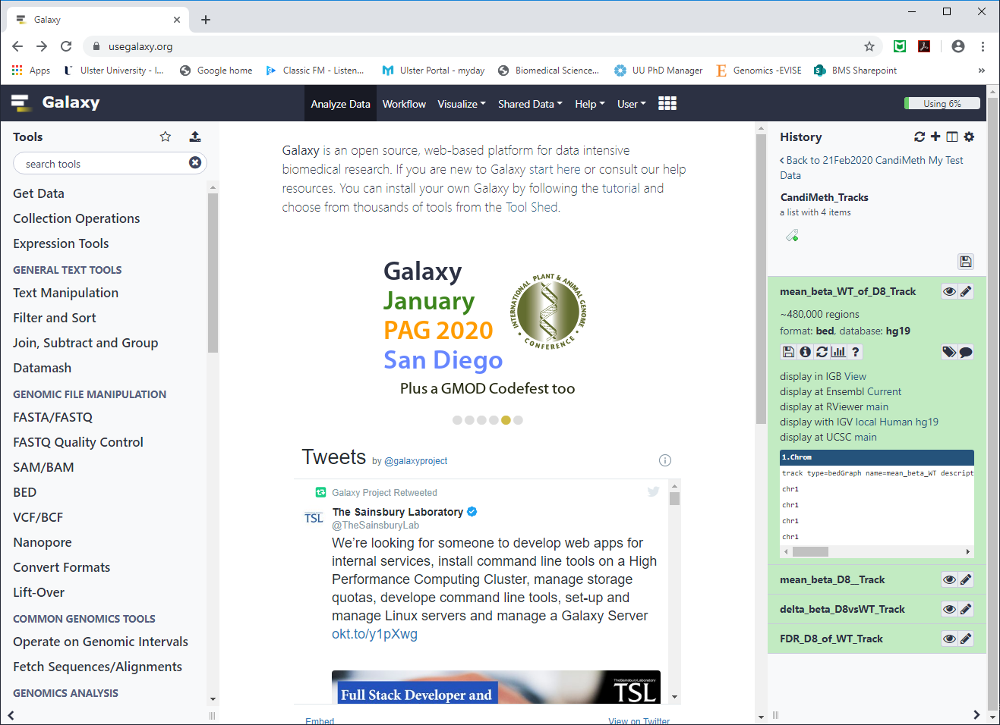 Galaxy
usegalaxy.org
Apps
Ulster University - I...
Google home
Classic FM - Listen...
Ulster Portal - myday
Biomedical Science...
UU PhD Manager
Genomics -EVISE
BMS Sharepoint
»
Galaxy
Analyze Data
Workflow
Visualize
Shared Data
Help
User
Using 6%
Tools
search tools
Get Data
Collection Operations
Expression Tools
GENERAL TEXT TOOLS
Text Manipulation
Filter and Sort
Join, Subtract and Group
Datamash
GENOMIC FILE MANIPULATION
FASTA/FASTQ
FASTQ Quality Control
SAM/BAM
BED
VCF/BCF
Nanopore
Convert Formats
Lift-Over
COMMON GENOMICS TOOLS
Operate on Genomic Intervals
Fetch Sequences/Alignments
GENOMICS ANALYSIS
Galaxy is an open source, web-based platform for data intensive
biomedical research. If you are new to Galaxy start here or consult our help
resources. You can install your own Galaxy by following the tutorial and
choose from thousands of tools from the Tool Shed.
Galaxy
January
PAG 2020
San Diego
INTERNATIONAL PLANT & ANIMAL GENOME
• CONFERENCE •
Plus a GMOD Codefest too
Tweets by @galaxyproject
Galaxy Project Retweeted
TSL
The Sainsbury Laboratory
@TheSainsburyLab
We're looking for someone to develop web apps for
internal services, install command line tools on a High
Performance Computing Cluster, manage storage
quotas, develope command line tools, set-up and
manage Linux servers and manage a Galaxy Server
okt.to/y1pXwg
Full Stack Developer and
TheSainsburyLaboratory
TSL
Embed
View on Twitter
History
Back to 21Feb2020 CandiMeth My Test
Data
CandiMeth_Tracks
a list with 4 items
mean_beta_WT_of_D8_Track
~480,000 regions
format: bed, database: hg19
?
display in IGB View
display at Ensembl Current
display at RViewer main
display with IGV local Human hg19
display at UCSC main
1.Chrom
track type=bedGraph name=mean_beta_WT descript
chr1
chr1
chr1
chr1
mean_beta_D8__Track
delta_beta_D8vsWT_Track
FDR_D8_of_WT_Track